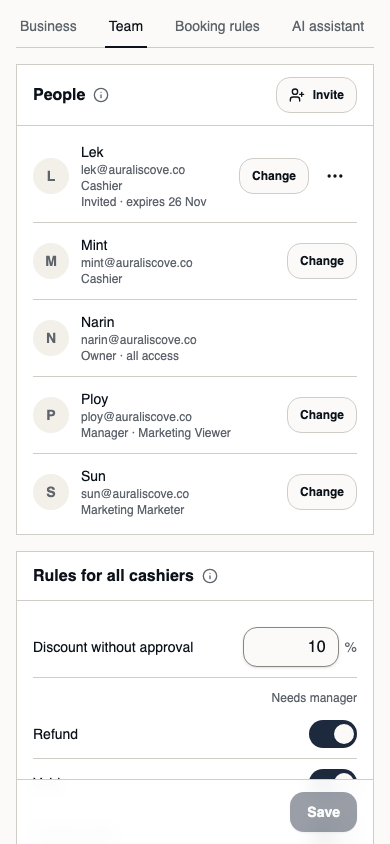 Business Team Booking rules AI assistant
People Invite
L Lek
lek@auraliscove.co
Cashier
Invited · expires 26 Nov
Change
M Mint
mint@auraliscove.co
Cashier
Change
N Narin
narin@auraliscove.co
Owner · all access
P Ploy
ploy@auraliscove.co
Manager · Marketing Viewer
Change
S Sun
sun@auraliscove.co
Marketing Marketer
Change
Rules for all cashiers
Discount without approval 10 %
Needs manager
Refund
Save